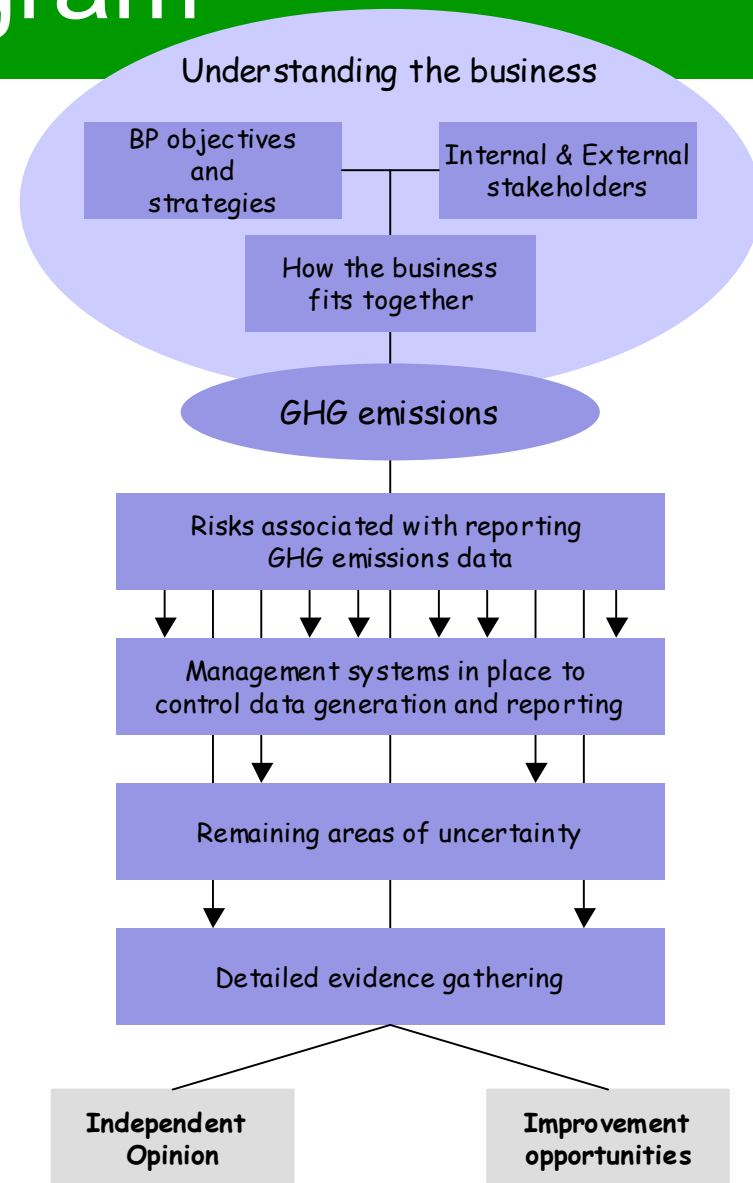 Understanding the business
BP objectives
and
strategies
Internal & External
stakeholders
How the business
fits together
GHG emissions
Risks associated with reporting
GHG emissions data
Management systems in place to
control data generation and reporting
Remaining areas of uncertainty
Detailed evidence gathering
Independent
Opinion
Improvement
opportunities